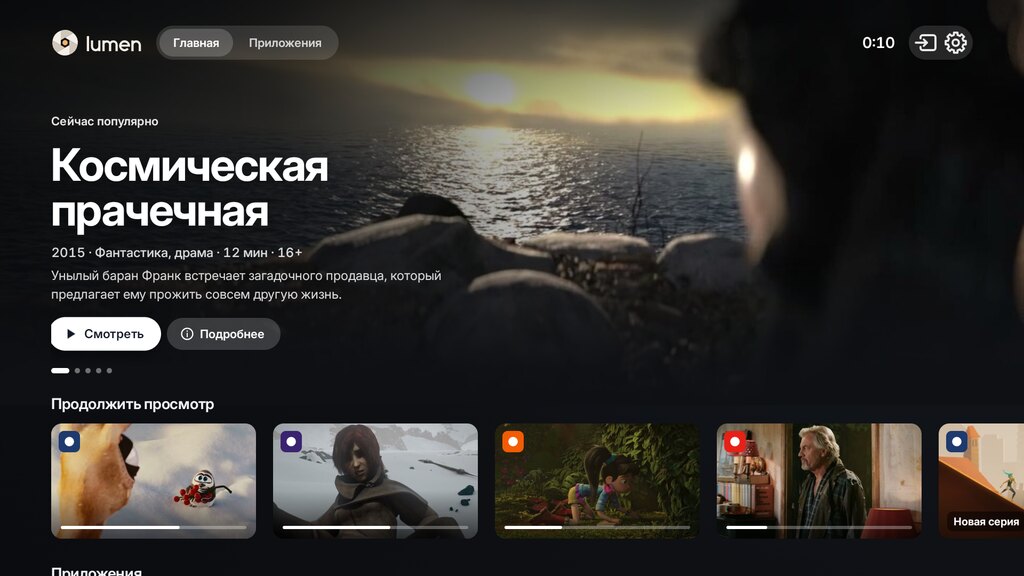 lumen
Главная
Приложения
0:10
Сейчас популярно
Космическая
прачечная
2015 · Фантастика, драма · 12 мин · 16+
Унылый баран Франк встречает загадочного продавца, который
предлагает ему прожить совсем другую жизнь.
Смотреть
Подробнее
Продолжить просмотр
Новая серия
Приложения